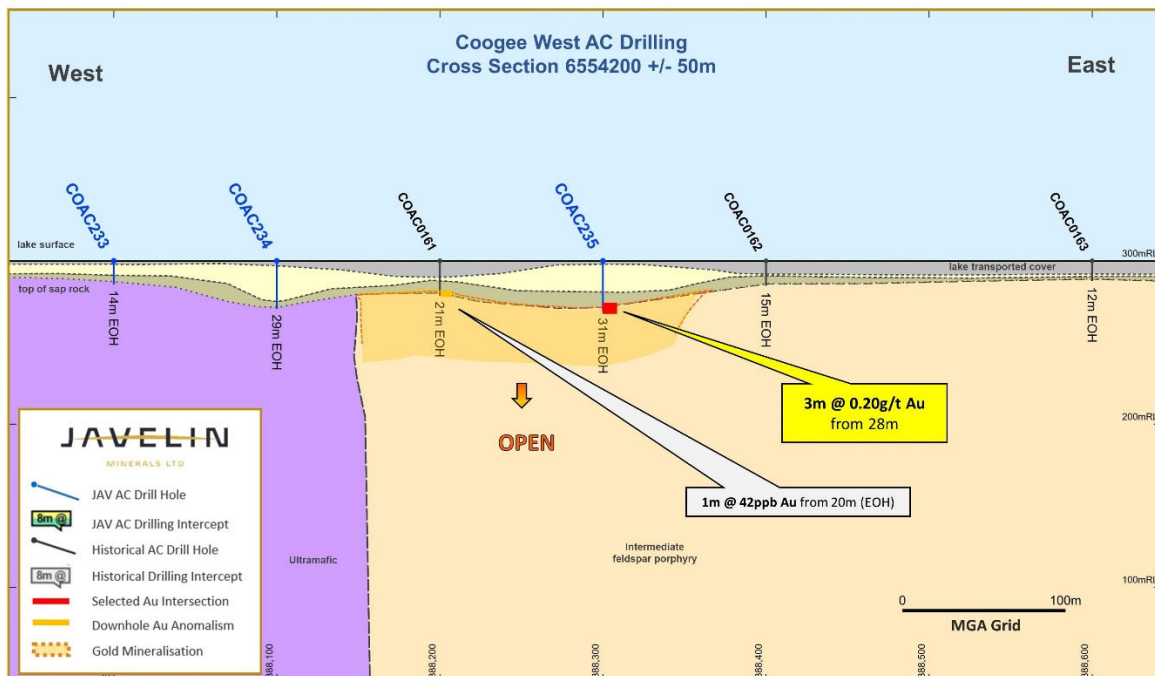 Coogee West AC Drilling
Cross Section 6554200 +/- 50m
West
East
COAC233
COAC234
COAC0161
COAC235
COAC0162
COAC0163
lake surface
300mRL
lake transported cover
top of sap rock
14m EOH
29m EOH
21m EOH
31m EOH
15m EOH
12m EOH
3m @ 0.20g/t Au
from 28m
OPEN
200mRL
1m @ 42ppb Au from 20m (EOH)
JAVELIN
MINERALS LTD
JAV AC Drill Hole
8m @
JAV AC Drilling Intercept
Historical AC Drill Hole
8m @
Historical Drilling Intercept
Selected Au Intersection
Downhole Au Anomalism
Gold Mineralisation
Ultramafic
Intermediate
feldspar porphyry
100mRL
0 100m
MGA Grid
388,100
388,200
388,300
388,400
388,500
388,600